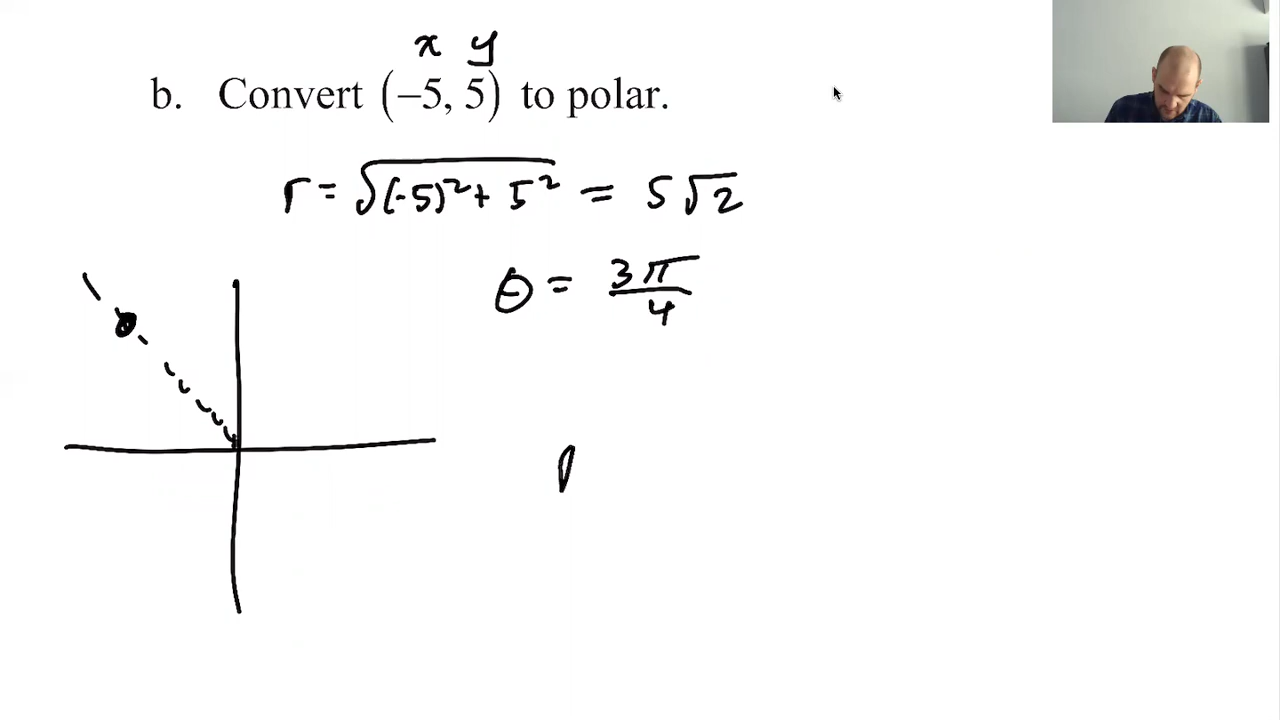 x y
b. Convert (–5, 5) to polar.
r = √((-5)² + 5²) = 5√2
θ = 3π/4